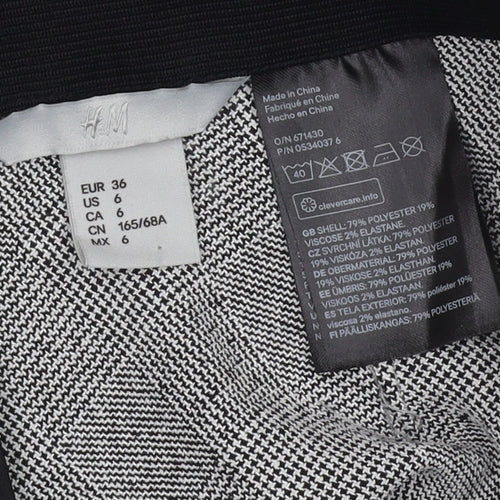 H&M
EUR 36
US 6
CA 6
CN 165/68A
MX 6
Made in China
Fabriqué en Chine
Hecho en China
O/N 671430
P/N 0534037 6
40
clevercare.info
GB SHELL: 79% POLYESTER 19%
VISCOSE 2% ELASTANE.
CZ SVRCHNÍ LÁTKA: 79% POLYESTER
19% VISKÓZA 2% ELASTAN
DE OBERMATERIAL: 79% POLYESTER
19% VISKOSE 2% ELASTHAN.
EE ÜMBRIS: 79% POLÜESTER 19%
VISKOOS 2% ELASTAAN
ES TELA EXTERIOR: 79% poliéster 19%
viscosa 2% elastano.
FI PÄÄLLISKANGAS: 79% POLYESTERIÄ